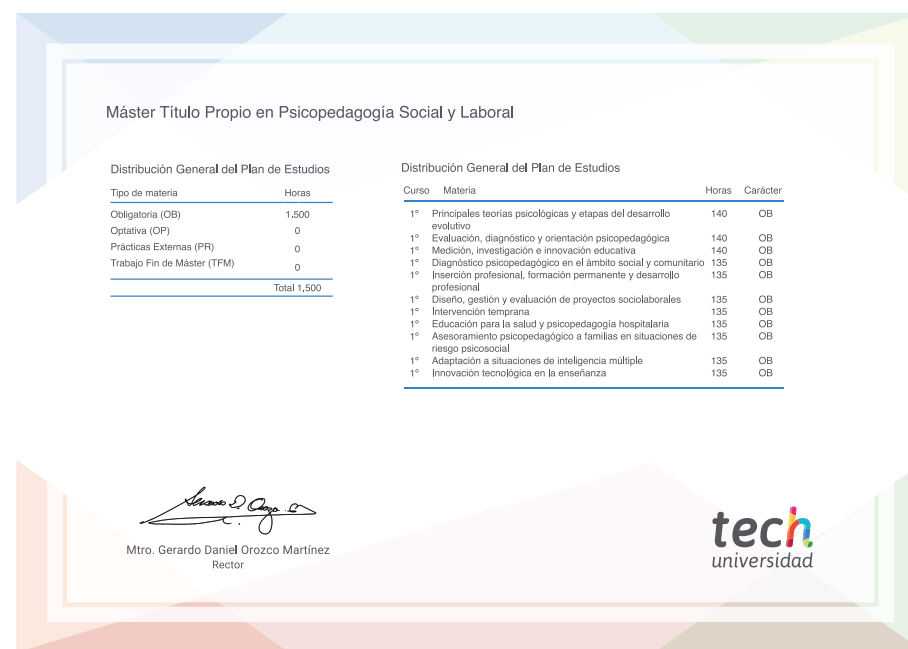 Máster Título Propio en Psicopedagogía Social y Laboral
Distribución General del Plan de Estudios
Tipo de materia Horas
Obligatoria (OB) 1.500
Optativa (OP) 0
Prácticas Externas (PR) 0
Trabajo Fin de Máster (TFM) 0
Total 1,500
Distribución General del Plan de Estudios
Curso Materia Horas Carácter
1º Principales teorías psicológicas y etapas del desarrollo 140 OB
evolutivo
1º Evaluación, diagnóstico y orientación psicopedagógica 140 OB
1º Medición, investigación e innovación educativa 140 OB
1º Diagnóstico psicopedagógico en el ámbito social y comunitario 135 OB
1º Inserción profesional, formación permanente y desarrollo 135 OB
profesional
1º Diseño, gestión y evaluación de proyectos sociolaborales 135 OB
1º Intervención temprana 135 OB
1º Educación para la salud y psicopedagogía hospitalaria 135 OB
1º Asesoramiento psicopedagógico a familias en situaciones de 135 OB
riesgo psicosocial
1º Adaptación a situaciones de inteligencia múltiple 135 OB
1º Innovación tecnológica en la enseñanza 135 OB
Mtro. Gerardo Daniel Orozco Martínez
Rector
tech
universidad